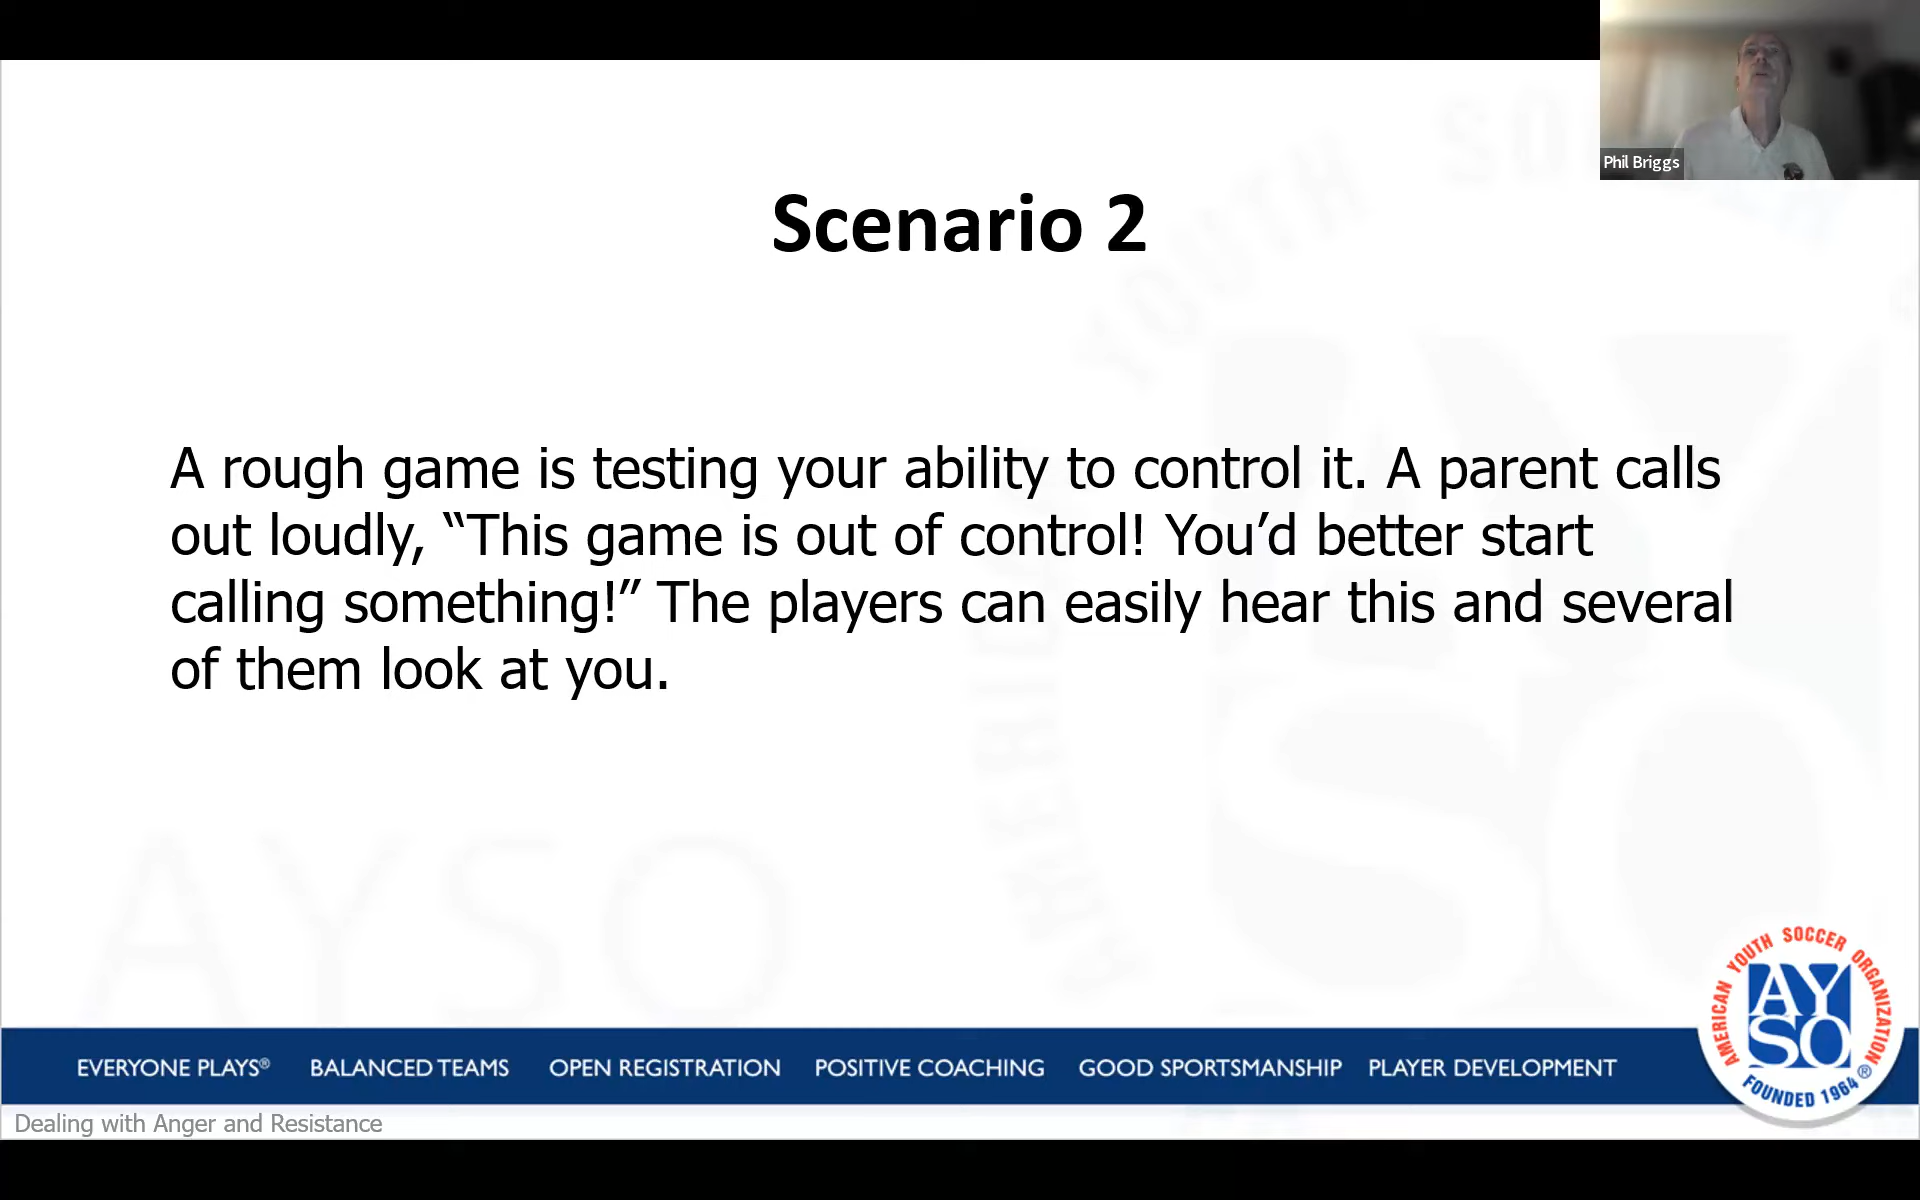 Phil Briggs
Scenario 2
A rough game is testing your ability to control it. A parent calls
out loudly, “This game is out of control! You’d better start
calling something!” The players can easily hear this and several
of them look at you.
AYSO
AMERICAN YOUTH SOCCER ORGANIZATION
AY
SO
®
FOUNDED 1964
EVERYONE PLAYS® BALANCED TEAMS OPEN REGISTRATION POSITIVE COACHING GOOD SPORTSMANSHIP PLAYER DEVELOPMENT
Dealing with Anger and Resistance